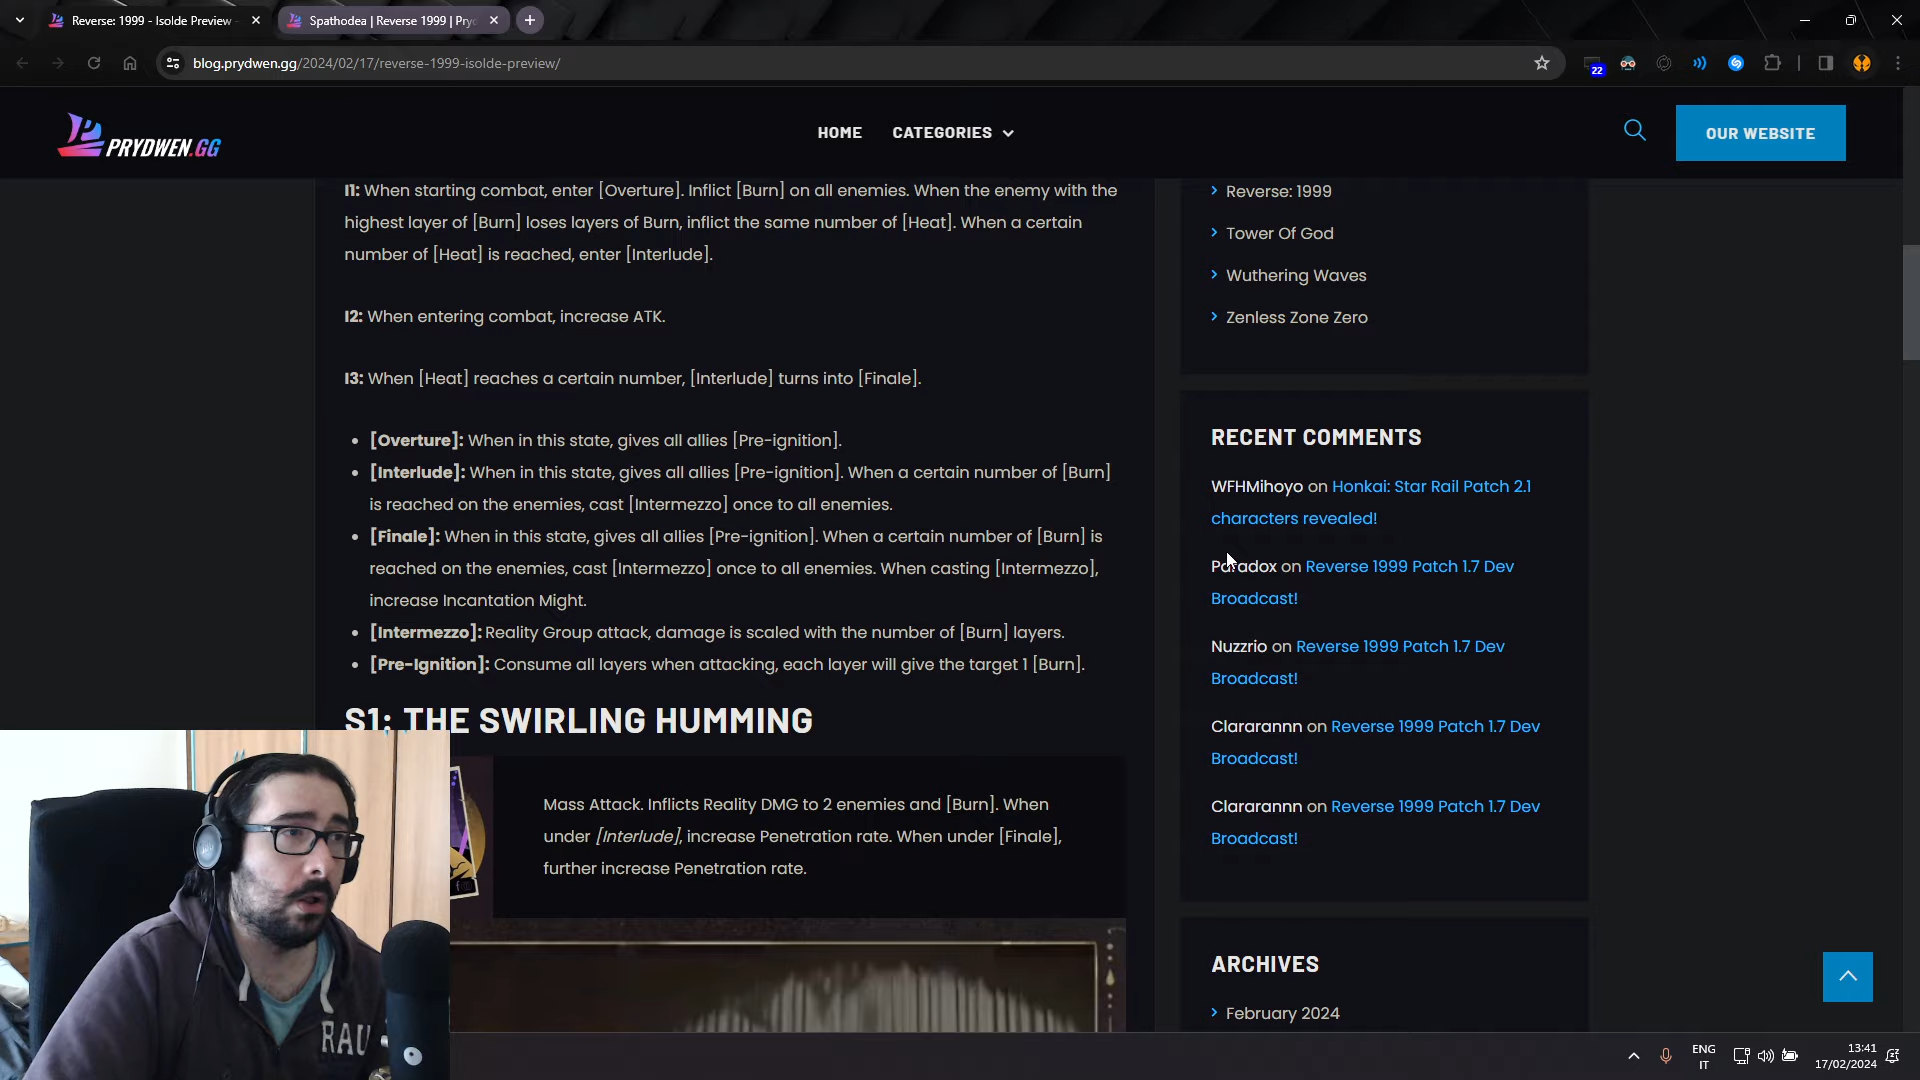 Reverse: 1999 - Isolde Preview
Spathodea | Reverse 1999 | Pry
blog.prydwen.gg/2024/02/17/reverse-1999-isolde-preview/
22
PRYDWEN.GG
HOME
CATEGORIES
OUR WEBSITE
I1: When starting combat, enter [Overture]. Inflict [Burn] on all enemies. When the enemy with the
highest layer of [Burn] loses layers of Burn, inflict the same number of [Heat]. When a certain
number of [Heat] is reached, enter [Interlude].
I2: When entering combat, increase ATK.
I3: When [Heat] reaches a certain number, [Interlude] turns into [Finale].
[Overture]: When in this state, gives all allies [Pre-ignition].
[Interlude]: When in this state, gives all allies [Pre-ignition]. When a certain number of [Burn]
is reached on the enemies, cast [Intermezzo] once to all enemies.
[Finale]: When in this state, gives all allies [Pre-ignition]. When a certain number of [Burn] is
reached on the enemies, cast [Intermezzo] once to all enemies. When casting [Intermezzo],
increase Incantation Might.
[Intermezzo]: Reality Group attack, damage is scaled with the number of [Burn] layers.
[Pre-Ignition]: Consume all layers when attacking, each layer will give the target 1 [Burn].
S1: THE SWIRLING HUMMING
Mass Attack. Inflicts Reality DMG to 2 enemies and [Burn]. When
under [Interlude], increase Penetration rate. When under [Finale],
further increase Penetration rate.
Reverse: 1999
Tower Of God
Wuthering Waves
Zenless Zone Zero
RECENT COMMENTS
WFHMihoyo on Honkai: Star Rail Patch 2.1
characters revealed!
Paradox on Reverse 1999 Patch 1.7 Dev
Broadcast!
Nuzzrio on Reverse 1999 Patch 1.7 Dev
Broadcast!
Clararannn on Reverse 1999 Patch 1.7 Dev
Broadcast!
Clararannn on Reverse 1999 Patch 1.7 Dev
Broadcast!
ARCHIVES
February 2024
RAU
ENG
IT
13:41
17/02/2024